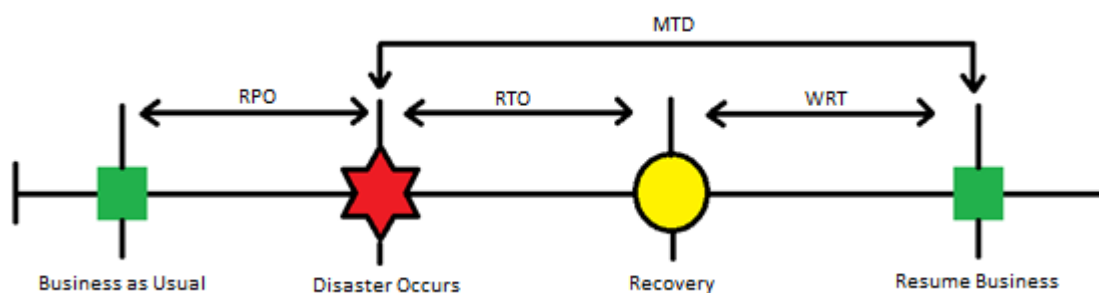 MTD
RPO
RTO
WRT
Business as Usual
Disaster Occurs
Recovery
Resume Business